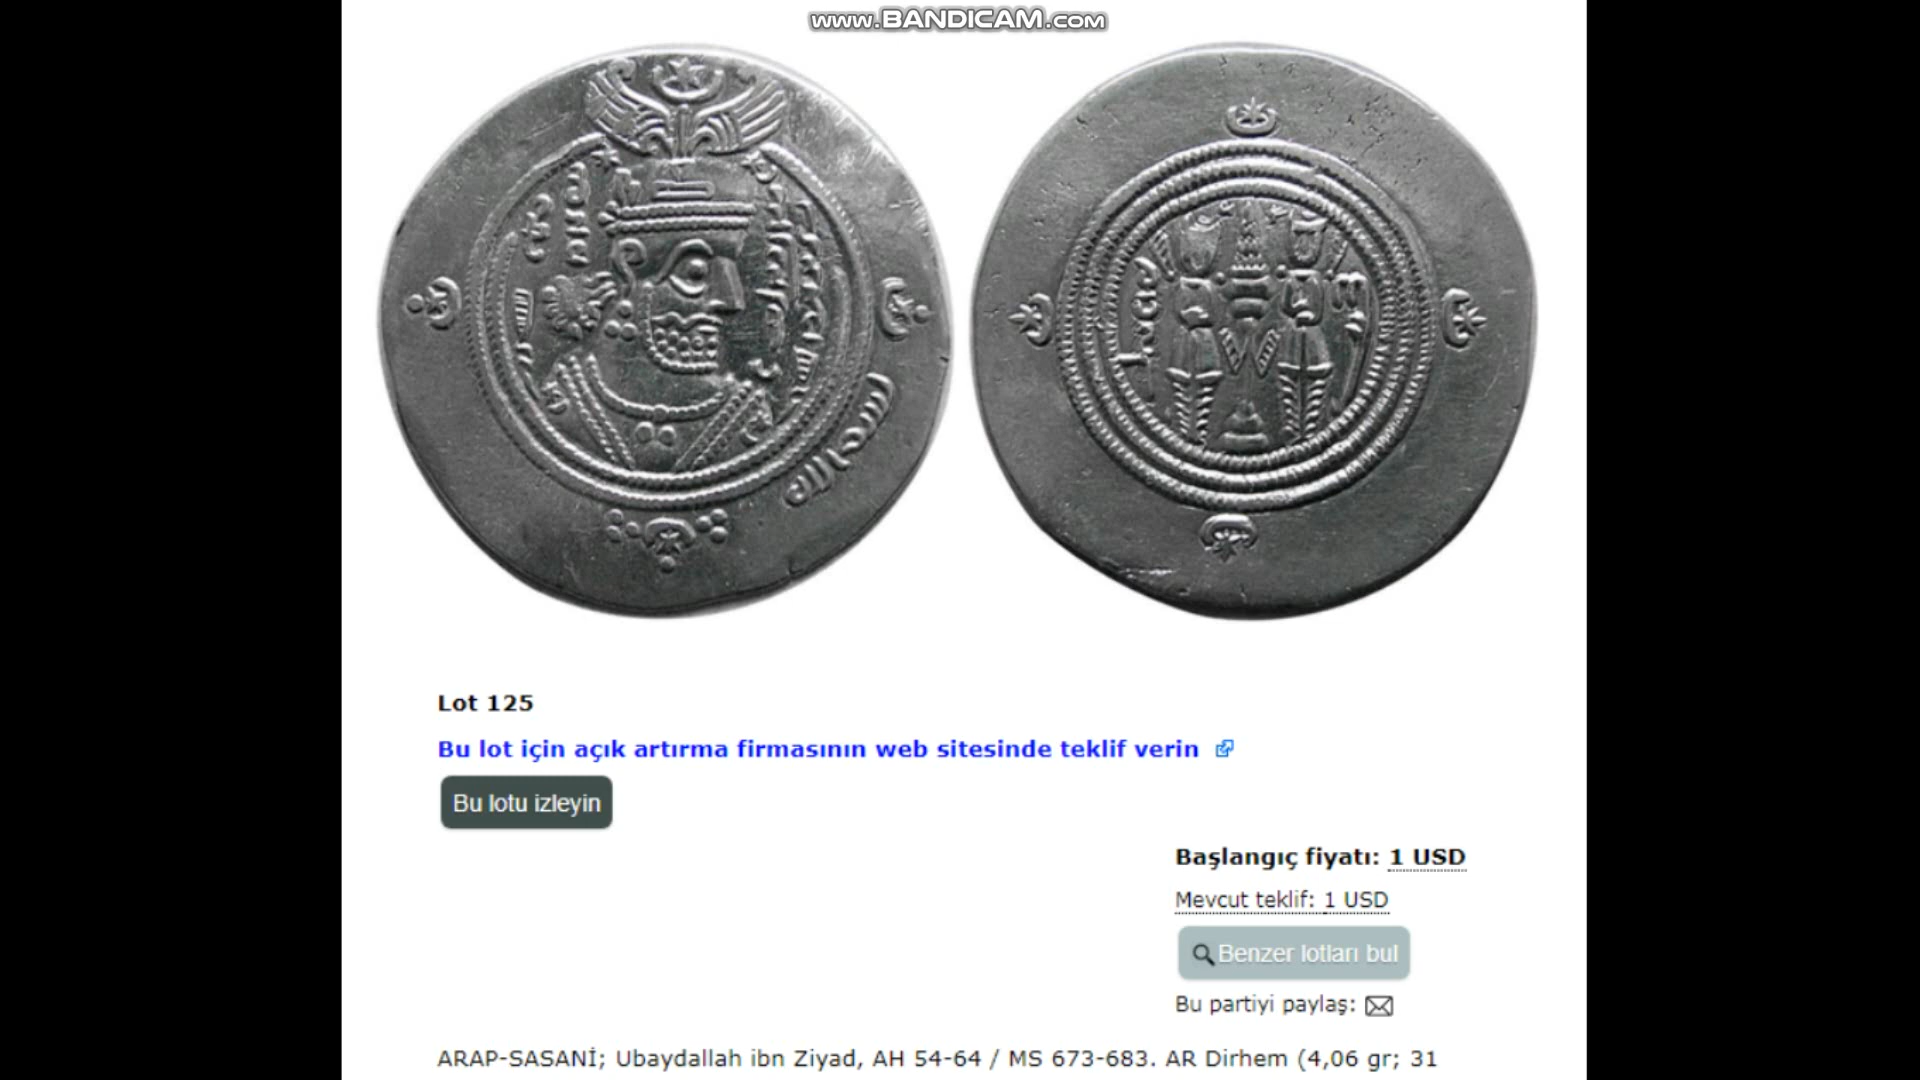 www.BANDICAM.com
بسم الله
Lot 125
Bu lot için açık artırma firmasının web sitesinde teklif verin
Bu lotu izleyin
Başlangıç fiyatı: 1 USD
Mevcut teklif: 1 USD
Benzer lotları bul
Bu partiyi paylaş:
ARAP-SASANİ; Ubaydallah ibn Ziyad, AH 54-64 / MS 673-683. AR Dirhem (4,06 gr; 31